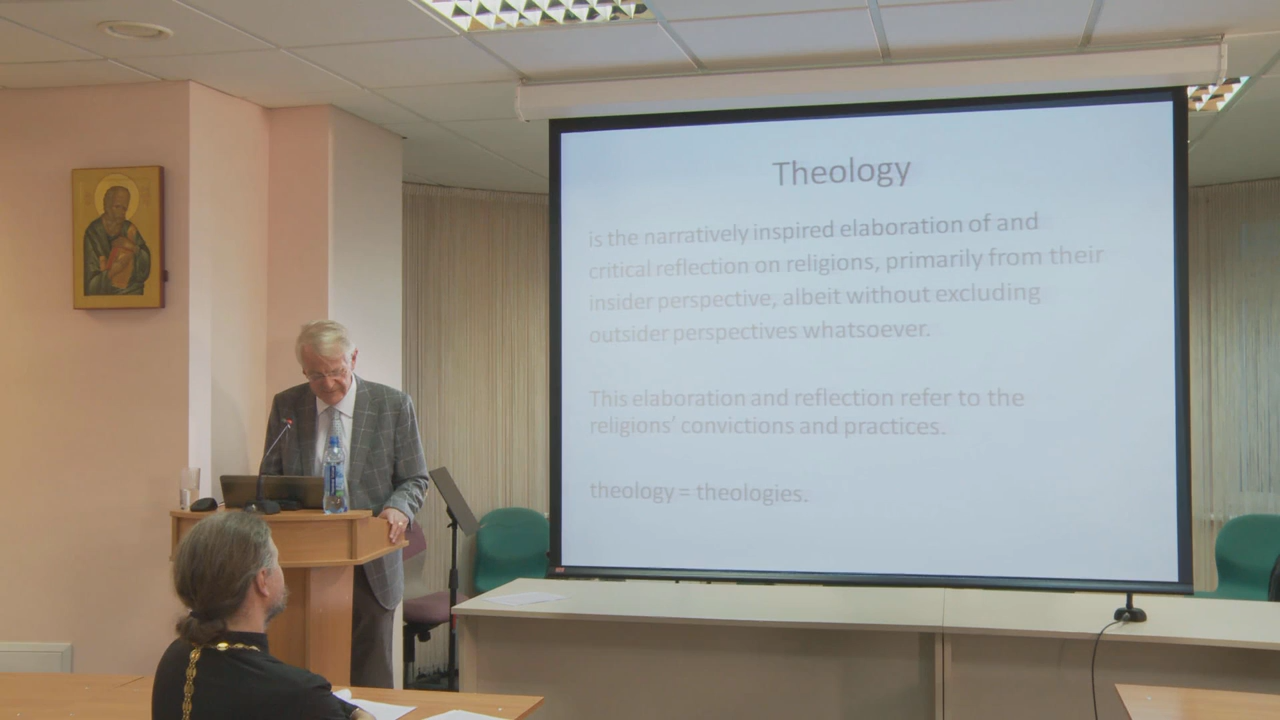 Theology
is the narratively inspired elaboration of and
critical reflection on religions, primarily from their
insider perspective, albeit without excluding
outsider perspectives whatsoever.
This elaboration and reflection refer to the
religions' convictions and practices.
theology = theologies.